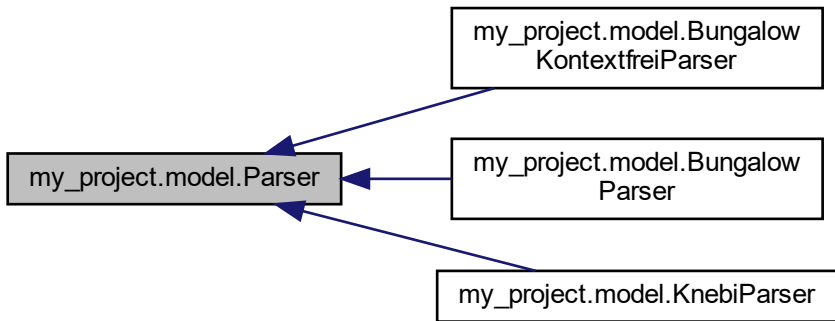 my_project.model.Bungalow
KontextfreiParser
my_project.model.Parser
my_project.model.Bungalow
Parser
my_project.model.KnebiParser